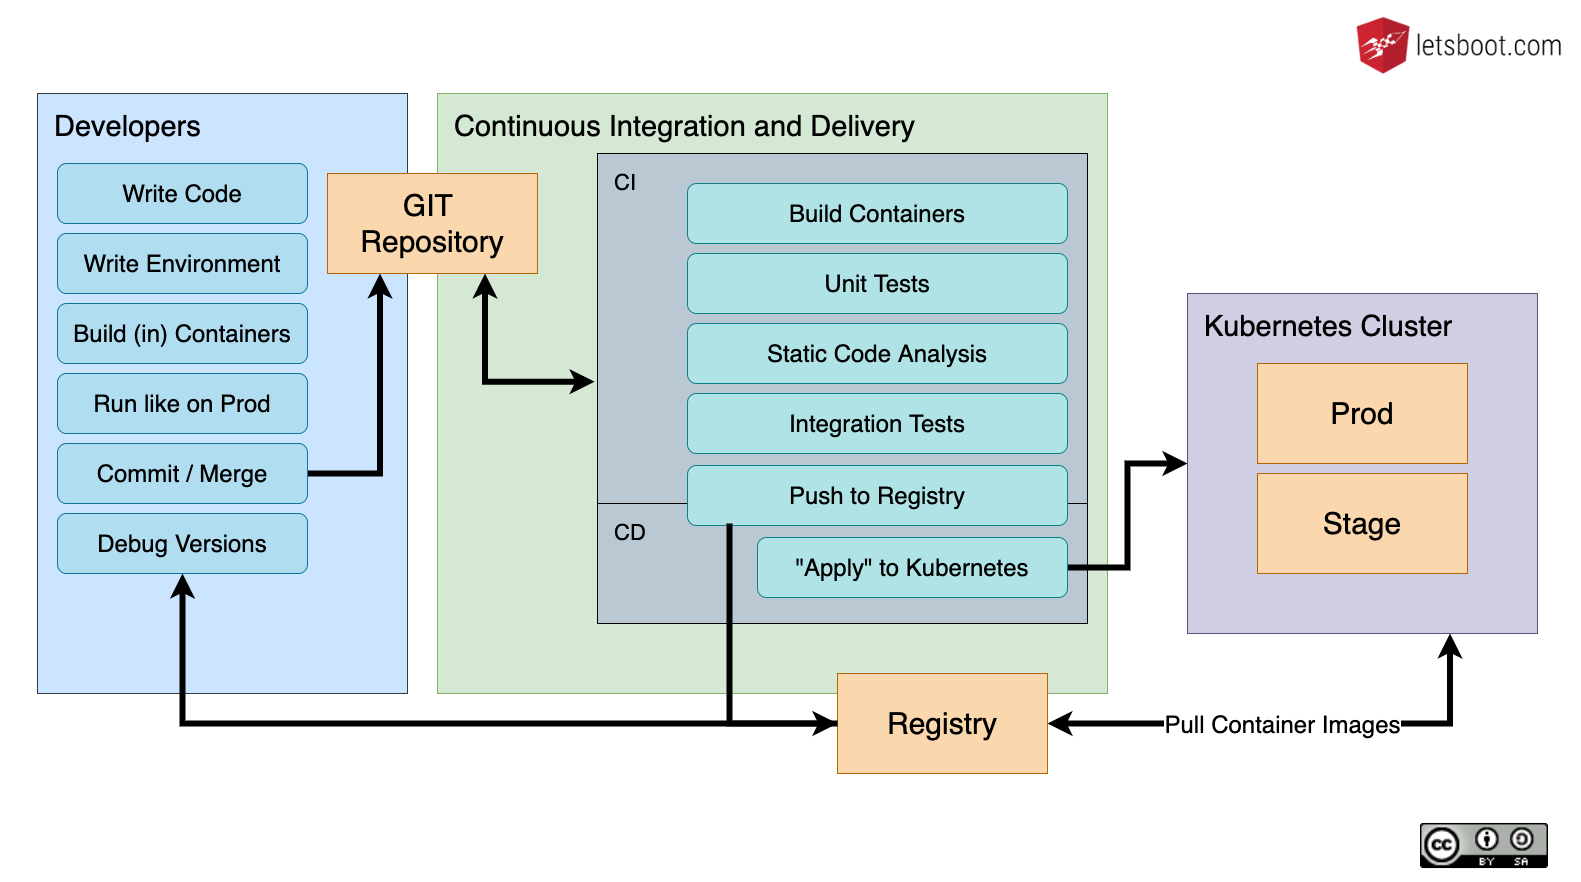 letsboot.com
Developers
Write Code
Write Environment
Build (in) Containers
Run like on Prod
Commit / Merge
Debug Versions
GIT
Repository
Continuous Integration and Delivery
CI
Build Containers
Unit Tests
Static Code Analysis
Integration Tests
Push to Registry
CD
"Apply" to Kubernetes
Kubernetes Cluster
Prod
Stage
Registry
Pull Container Images
cc
BY SA